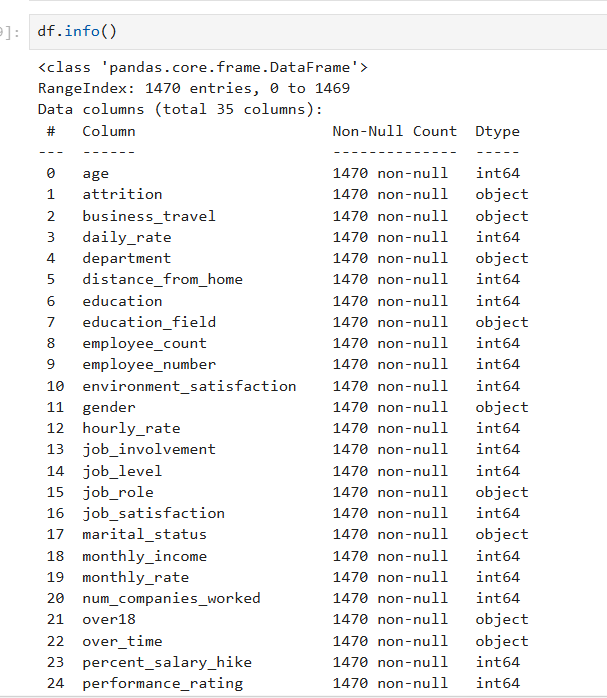 ]: df.info()
<class 'pandas.core.frame.DataFrame'>
RangeIndex: 1470 entries, 0 to 1469
Data columns (total 35 columns):
 #   Column                    Non-Null Count  Dtype
---  ------                    --------------  -----
 0   age                       1470 non-null   int64
 1   attrition                 1470 non-null   object
 2   business_travel           1470 non-null   object
 3   daily_rate                1470 non-null   int64
 4   department                1470 non-null   object
 5   distance_from_home        1470 non-null   int64
 6   education                 1470 non-null   int64
 7   education_field           1470 non-null   object
 8   employee_count            1470 non-null   int64
 9   employee_number           1470 non-null   int64
 10  environment_satisfaction  1470 non-null   int64
 11  gender                    1470 non-null   object
 12  hourly_rate               1470 non-null   int64
 13  job_involvement           1470 non-null   int64
 14  job_level                 1470 non-null   int64
 15  job_role                  1470 non-null   object
 16  job_satisfaction          1470 non-null   int64
 17  marital_status            1470 non-null   object
 18  monthly_income            1470 non-null   int64
 19  monthly_rate              1470 non-null   int64
 20  num_companies_worked      1470 non-null   int64
 21  over18                    1470 non-null   object
 22  over_time                 1470 non-null   object
 23  percent_salary_hike       1470 non-null   int64
 24  performance_rating        1470 non-null   int64